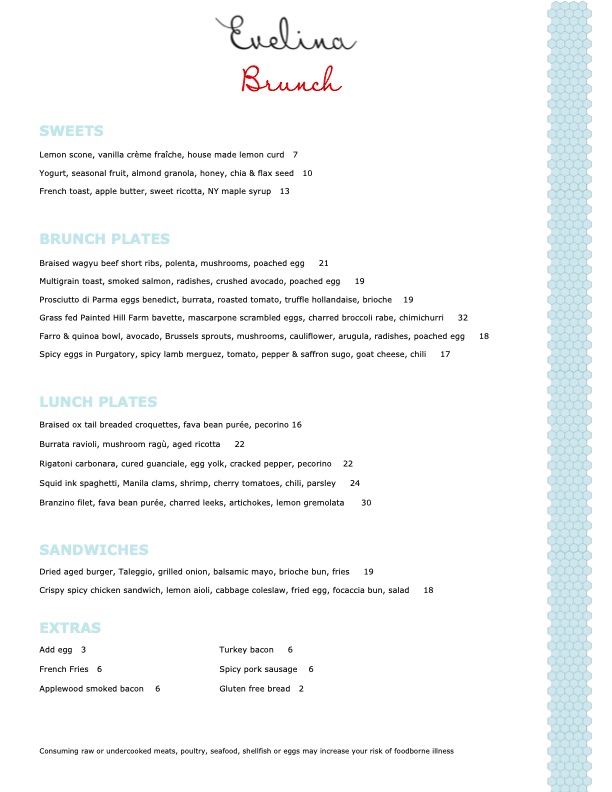 Evelina
Brunch
SWEETS
Lemon scone, vanilla crème fraîche, house made lemon curd 7
Yogurt, seasonal fruit, almond granola, honey, chia & flax seed 10
French toast, apple butter, sweet ricotta, NY maple syrup 13
BRUNCH PLATES
Braised wagyu beef short ribs, polenta, mushrooms, poached egg 21
Multigrain toast, smoked salmon, radishes, crushed avocado, poached egg 19
Prosciutto di Parma eggs benedict, burrata, roasted tomato, truffle hollandaise, brioche 19
Grass fed Painted Hill Farm bavette, mascarpone scrambled eggs, charred broccoli rabe, chimichurri 32
Farro & quinoa bowl, avocado, Brussels sprouts, mushrooms, cauliflower, arugula, radishes, poached egg 18
Spicy eggs in Purgatory, spicy lamb merguez, tomato, pepper & saffron sugo, goat cheese, chili 17
LUNCH PLATES
Braised ox tail breaded croquettes, fava bean purée, pecorino 16
Burrata ravioli, mushroom ragù, aged ricotta 22
Rigatoni carbonara, cured guanciale, egg yolk, cracked pepper, pecorino 22
Squid ink spaghetti, Manila clams, shrimp, cherry tomatoes, chili, parsley 24
Branzino filet, fava bean purée, charred leeks, artichokes, lemon gremolata 30
SANDWICHES
Dried aged burger, Taleggio, grilled onion, balsamic mayo, brioche bun, fries 19
Crispy spicy chicken sandwich, lemon aioli, cabbage coleslaw, fried egg, focaccia bun, salad 18
EXTRAS
Add egg 3
French Fries 6
Applewood smoked bacon 6
Turkey bacon 6
Spicy pork sausage 6
Gluten free bread 2
Consuming raw or undercooked meats, poultry, seafood, shellfish or eggs may increase your risk of foodborne illness